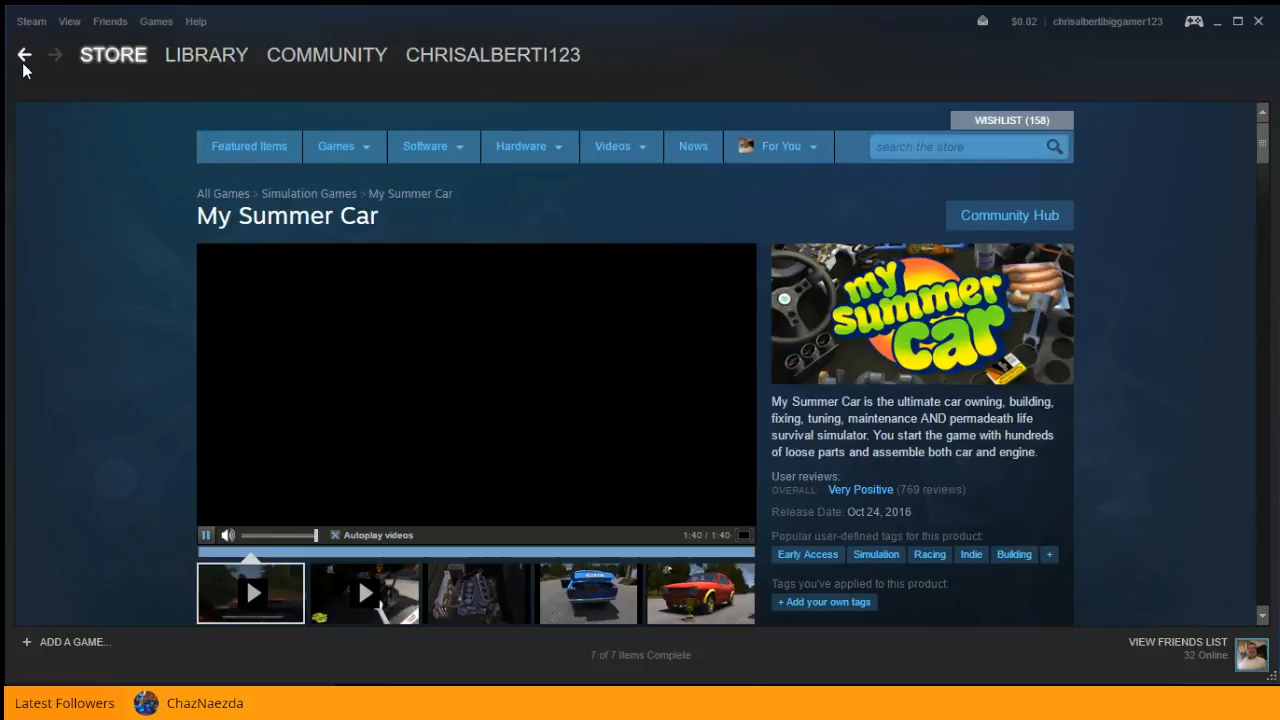 Steam View Friends Games Help $0.02 chrisalbertibiggamer123
STORE LIBRARY COMMUNITY CHRISALBERTI123
WISHLIST (158)
Featured Items Games Software Hardware Videos News For You search the store
All Games > Simulation Games > My Summer Car
My Summer Car
Community Hub
my
summer
car
My Summer Car is the ultimate car owning, building,
fixing, tuning, maintenance AND permadeath life
survival simulator. You start the game with hundreds
of loose parts and assemble both car and engine.
User reviews:
OVERALL: Very Positive (769 reviews)
Release Date: Oct 24, 2016
Popular user-defined tags for this product:
Early Access Simulation Racing Indie Building +
Tags you've applied to this product:
+ Add your own tags
Autoplay videos 1:40 / 1:40
+ ADD A GAME...
7 of 7 Items Complete
VIEW FRIENDS LIST
32 Online
Latest Followers ChazNaezda